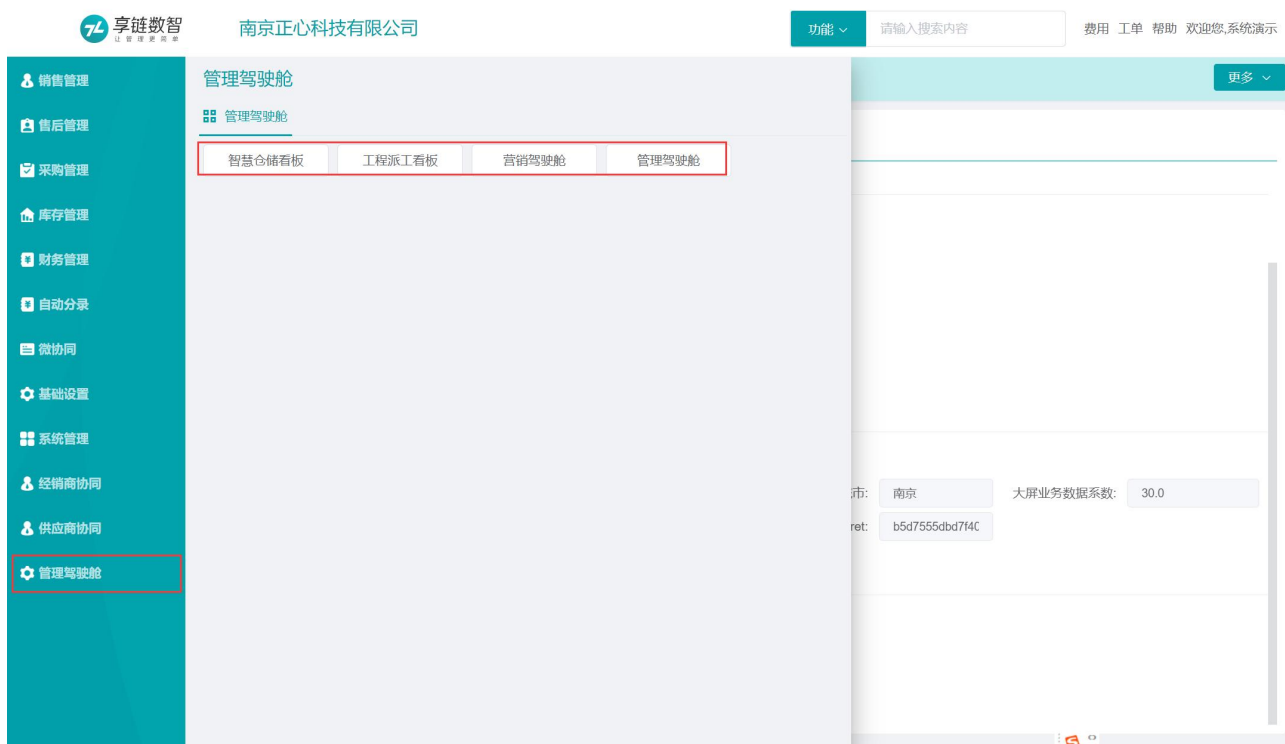 享链数智
让管理更简单
南京正心科技有限公司
功能
请输入搜索内容
费用 工单 帮助 欢迎您,系统演示
销售管理
售后管理
采购管理
库存管理
财务管理
自动分录
微协同
基础设置
系统管理
经销商协同
供应商协同
管理驾驶舱
管理驾驶舱
管理驾驶舱
智慧仓储看板 工程派工看板 营销驾驶舱 管理驾驶舱
更多
市: 南京 大屏业务数据系数: 30.0
ret: b5d7555dbd7f4